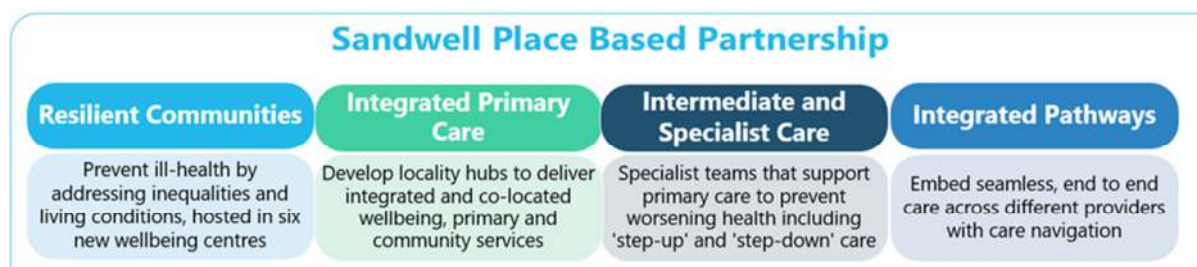 Sandwell Place Based Partnership
Resilient Communities
Prevent ill-health by
addressing inequalities and
living conditions, hosted in six
new wellbeing centres
Integrated Primary
Care
Develop locality hubs to deliver
integrated and co-located
wellbeing, primary and
community services
Intermediate and
Specialist Care
Specialist teams that support
primary care to prevent
worsening health including
'step-up' and 'step-down' care
Integrated Pathways
Embed seamless, end to end
care across different providers
with care navigation